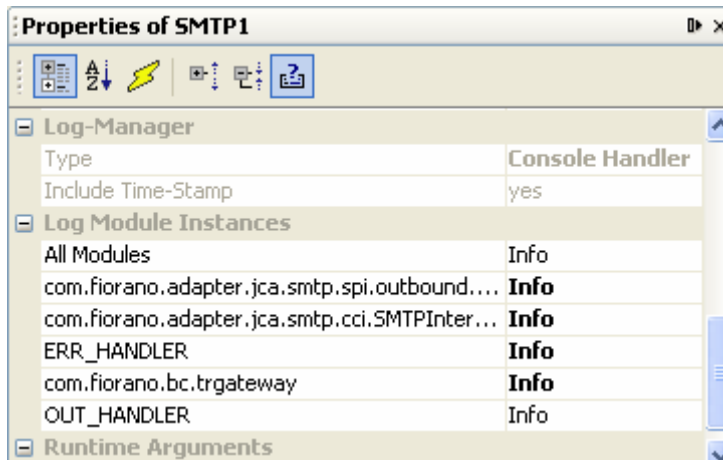 Properties of SMTP1
Log-Manager
Type Console Handler
Include Time-Stamp yes
Log Module Instances
All Modules Info
com.fiorano.adapter.jca.smtp.spi.outbound.... Info
com.fiorano.adapter.jca.smtp.cci.SMTPInter... Info
ERR_HANDLER Info
com.fiorano.bc.trgateway Info
OUT_HANDLER Info
Runtime Arguments